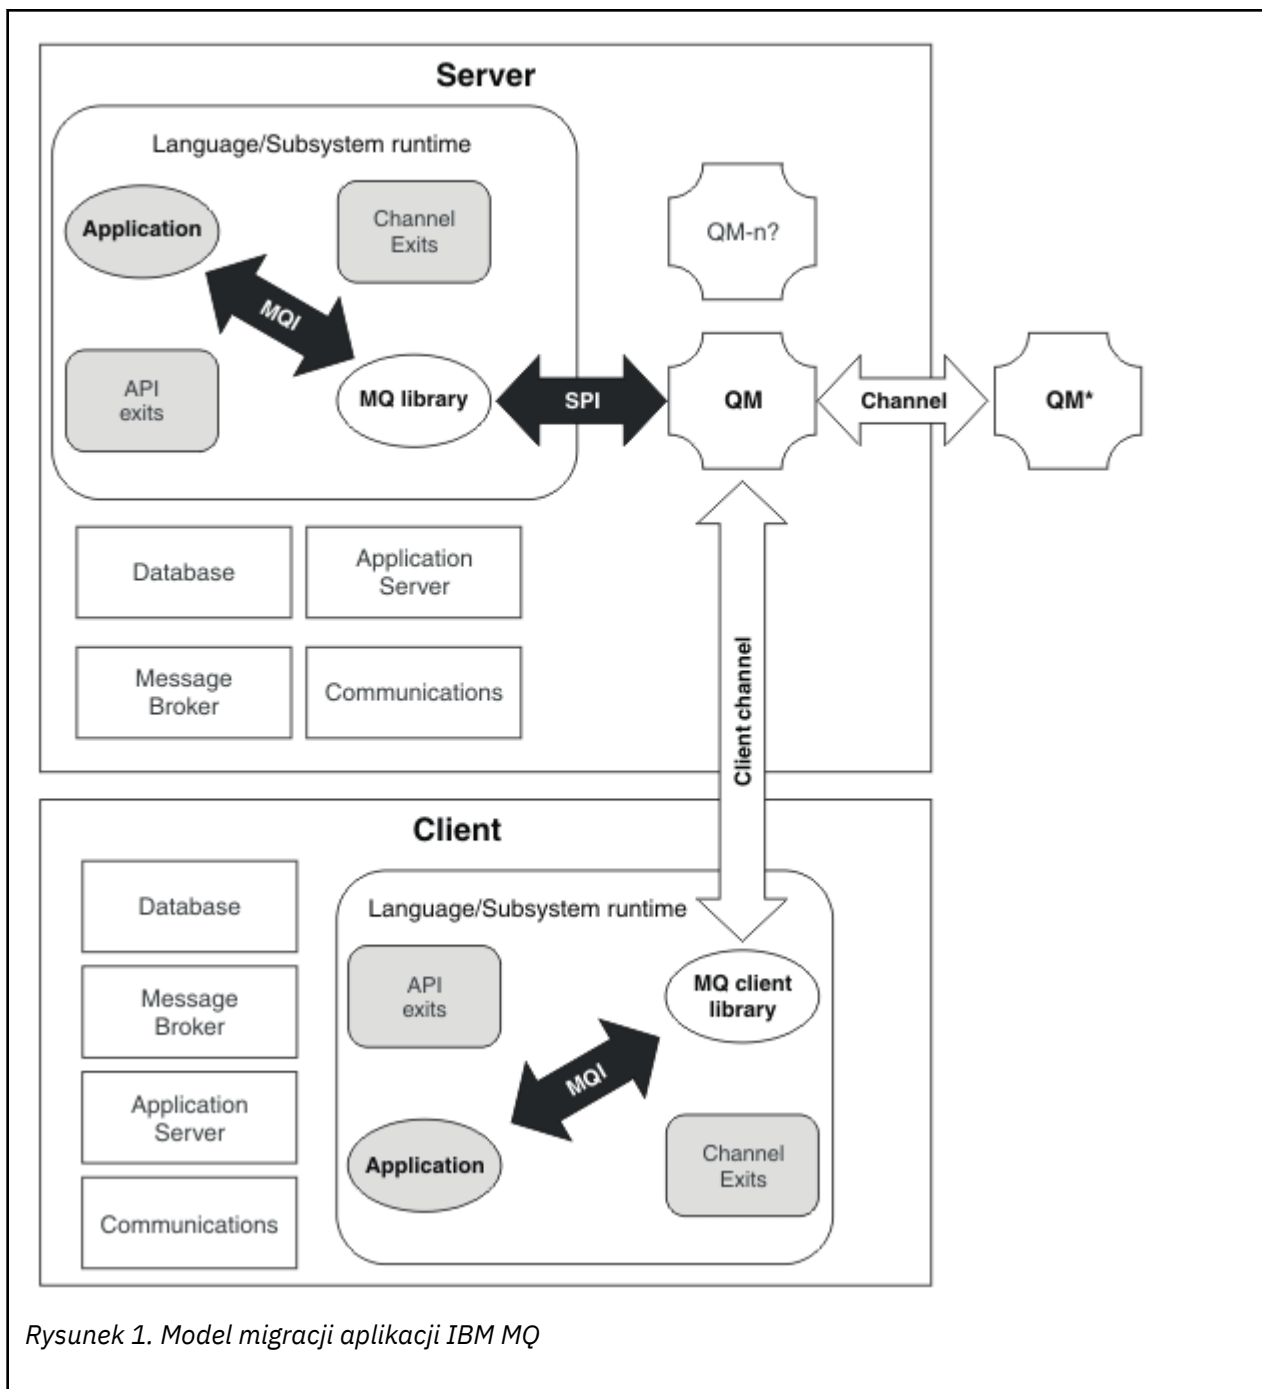 Server
Language/Subsystem runtime
Application
Channel
Exits
MQI
API
exits
MQ library
SPI
QM-n?
QM
Channel
QM*
Database
Application
Server
Message
Broker
Communications
Client channel
Client
Database
Message
Broker
Application
Server
Communications
Language/Subsystem runtime
API
exits
MQ client
library
MQI
Application
Channel
Exits
Rysunek 1. Model migracji aplikacji IBM MQ